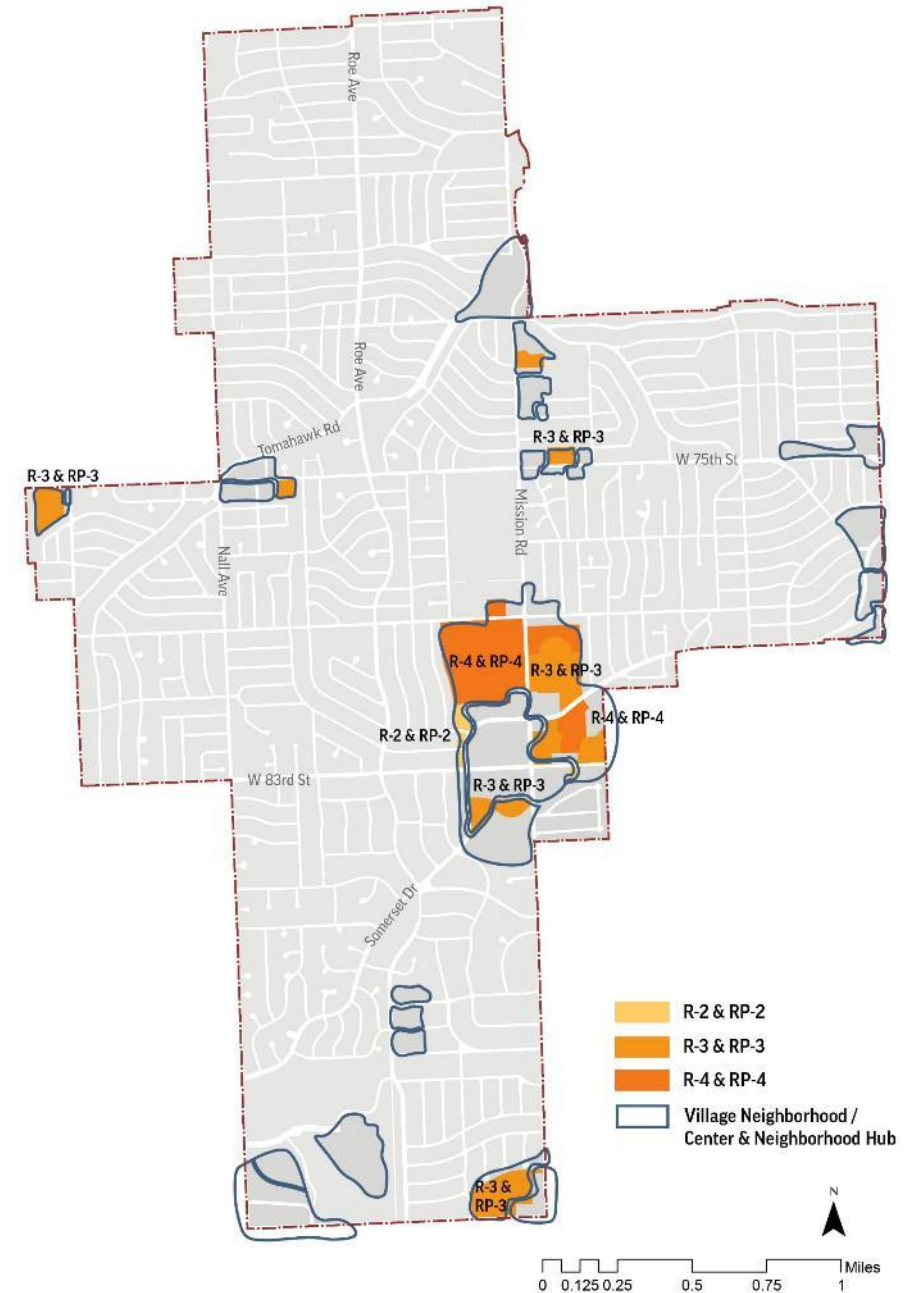 Roe Ave
Roe Ave
Tomahawk Rd
R-3 & RP-3
W 75th St
R-3 & RP-3
Mission Rd
Nall Ave
R-4 & RP-4
R-3 & RP-3
R-4 & RP-4
R-2 & RP-2
W 83rd St
R-3 & RP-3
Somerset Dr
R-2 & RP-2
R-3 & RP-3
R-4 & RP-4
Village Neighborhood /
Center & Neighborhood Hub
R-3 &
RP-3
N
Miles
0 0.125 0.25 0.5 0.75 1